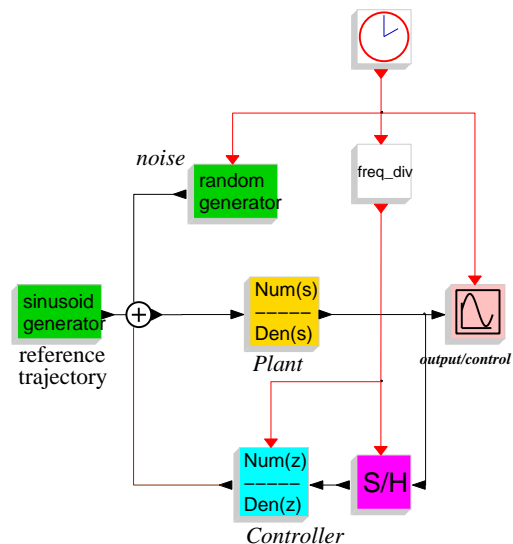 noise
random
generator
freq_div
sinusoid
generator
reference
trajectory
Num(s)
-----
Den(s)
Plant
output/control
Num(z)
-----
Den(z)
Controller
S/H